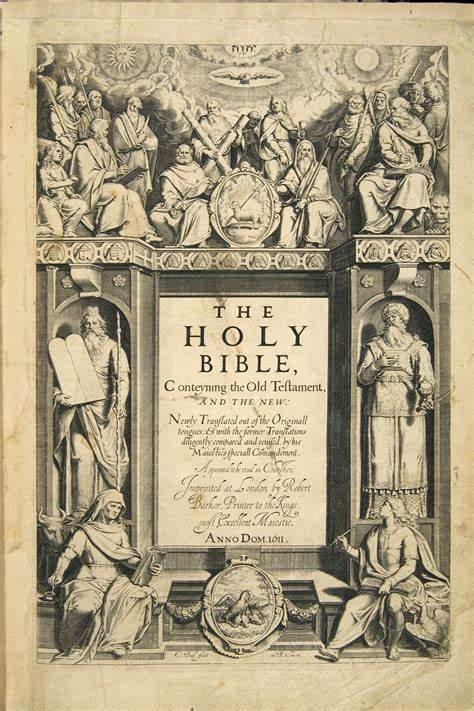 יהוה
THE
HOLY
BIBLE,
Conteyning the Old Testament,
AND THE NEW:
Newly Translated out of the Originall
tongues: & with the former Translations
diligently compared and reuised, by his
Maiesties speciall Comandement.
Appointed to be read in Churches.
Imprinted at London by Robert
Barker, Printer to the Kings
most Excellent Maiestie.
ANNO DOM. 1611.
C. Boel fecit